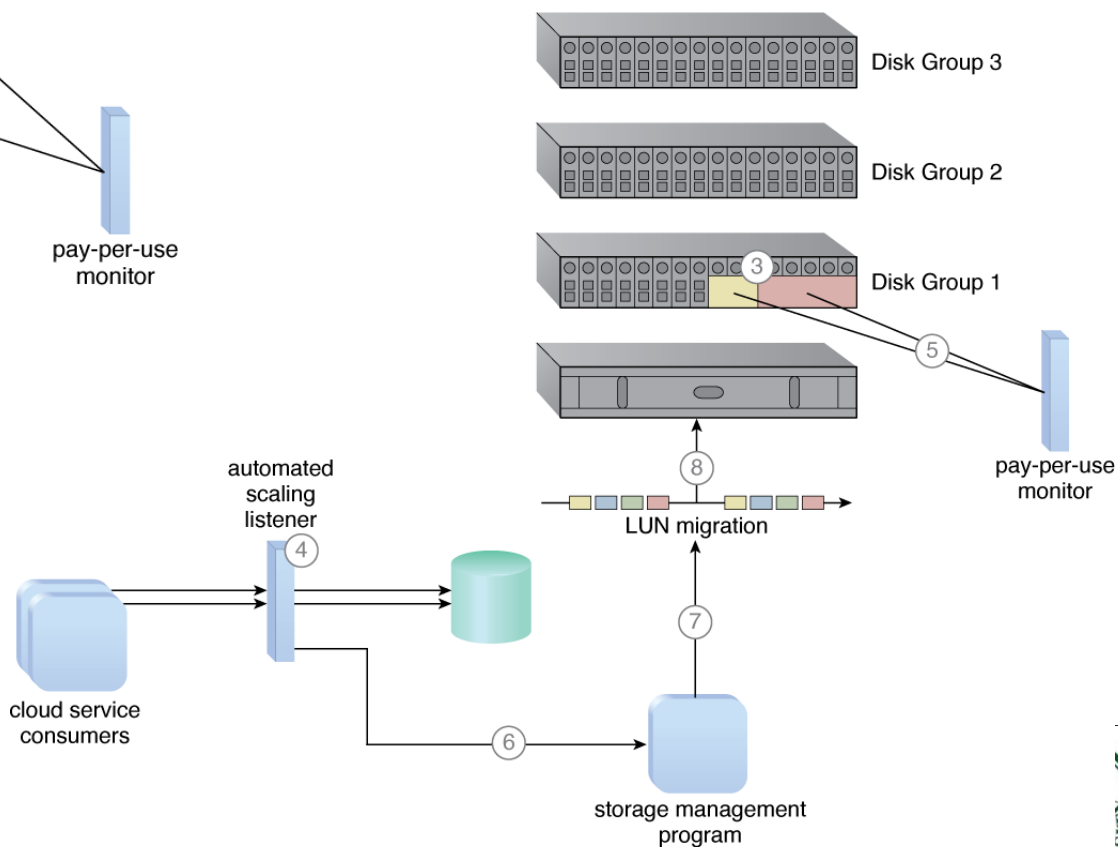 Disk Group 3
Disk Group 2
pay-per-use
monitor
3
Disk Group 1
5
8
pay-per-use
monitor
automated
scaling
listener
4
LUN migration
7
cloud service
consumers
6
storage management
program